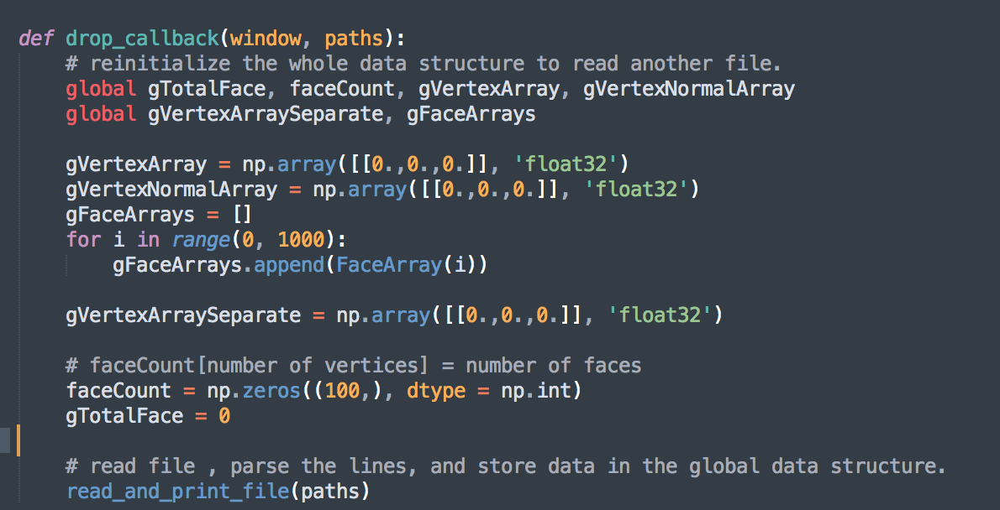 def drop_callback(window, paths):
    # reinitialize the whole data structure to read another file.
    global gTotalFace, faceCount, gVertexArray, gVertexNormalArray
    global gVertexArraySeparate, gFaceArrays
    gVertexArray = np.array([[0.,0.,0.]], 'float32')
    gVertexNormalArray = np.array([[0.,0.,0.]], 'float32')
    gFaceArrays = []
    for i in range(0, 1000):
        gFaceArrays.append(FaceArray(i))
    gVertexArraySeparate = np.array([[0.,0.,0.]], 'float32')
    # faceCount[number of vertices] = number of faces
    faceCount = np.zeros((100,), dtype = np.int)
    gTotalFace = 0
    # read file , parse the lines, and store data in the global data structure.
    read_and_print_file(paths)